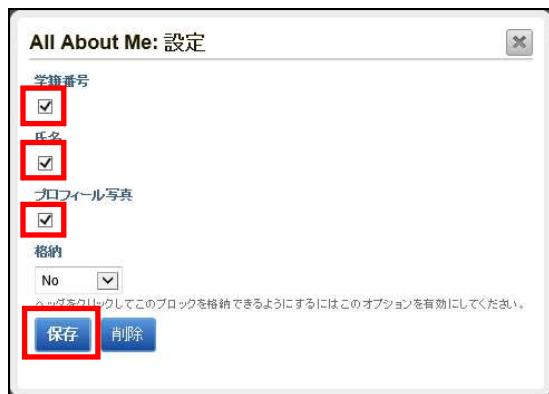 All About Me: 設定
学籍番号
氏名
プロフィール写真
格納
No
ヘッダをクリックしてこのブロックを格納できるようにするにはこのオプションを有効にしてください。
保存 削除